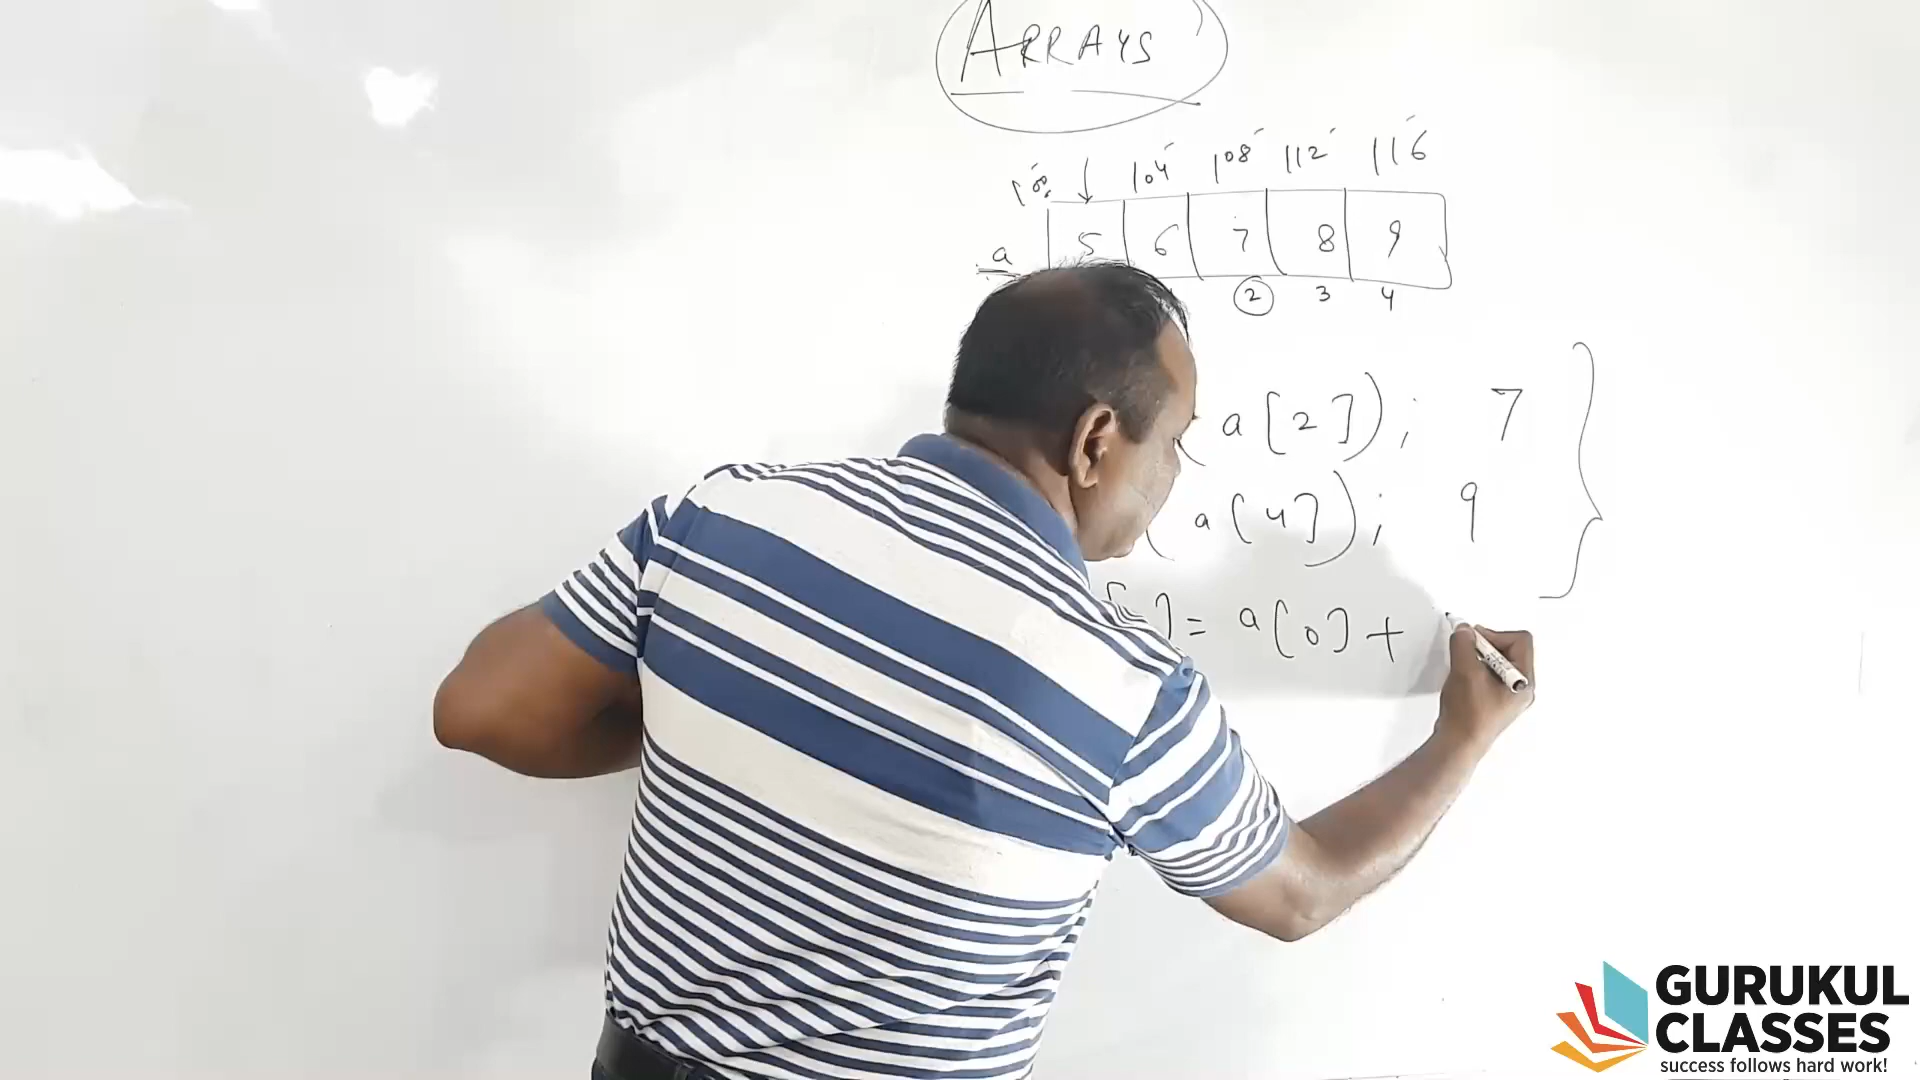 ARRAYS
100 104 108 112 116
a 5 6 7 8 9
2 3 4
( a[2]); 7
( a[4]); 9
] = a[0] +
GURUKUL
CLASSES
success follows hard work!